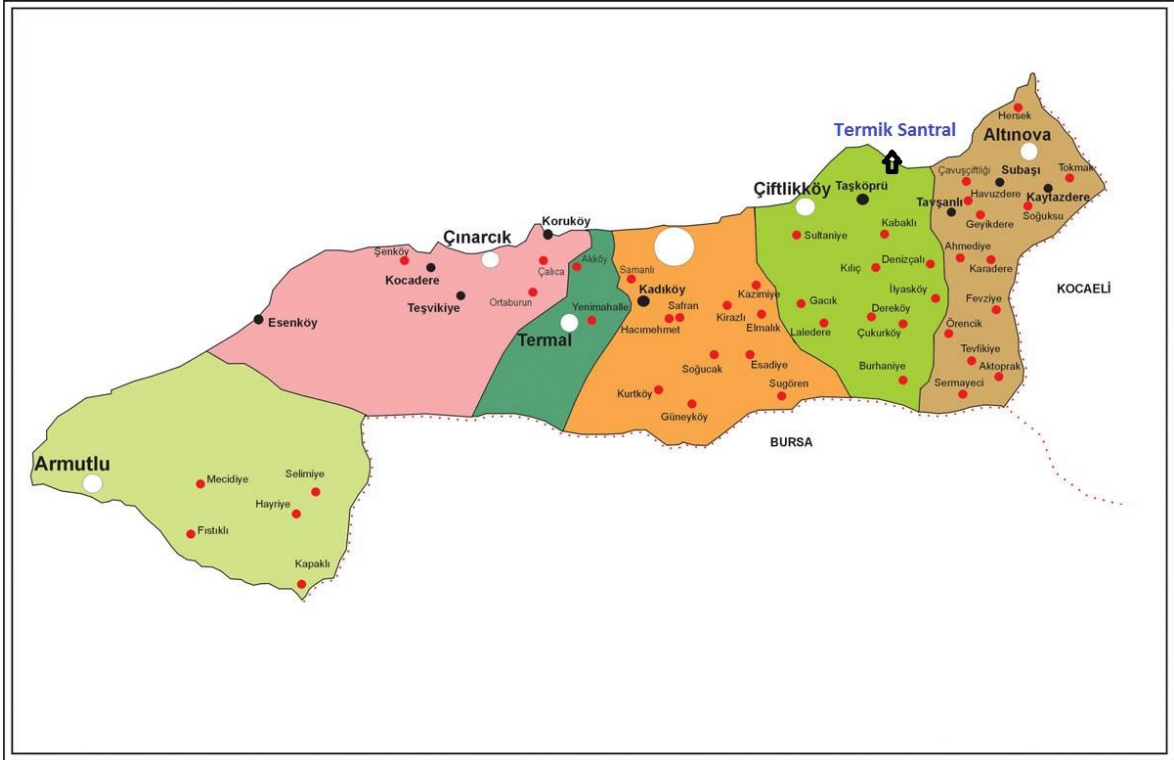 Hersek
Termik Santral
Altınova
Çavuşçiftliği
Subaşı
Tokmak
Çiftlikköy
Taşköprü
Havuzdere
Kaytazdere
Tavşanlı
Soğuksu
Geyikdere
Koruköy
Kabaklı
Çınarcık
Sultaniye
Şenköy
Akköy
Ahmediye
Kocadere
Çalıca
Samanlı
Kılıç
Denizçalı
Karadere
Kadıköy
Kazimiye
İlyasköy
KOCAELİ
Teşvikiye
Ortaburun
Safran
Gacık
Fevziye
Yenimahalle
Kirazlı
Dereköy
Esenköy
Hacımehmet
Elmalık
Laledere
Çukurköy
Örencik
Termal
Tevfikiye
Soğucak
Esadiye
Burhaniye
Aktoprak
Sugören
Sermayeci
Kurtköy
Güneyköy
BURSA
Armutlu
Mecidiye
Selimiye
Hayriye
Fıstıklı
Kapaklı